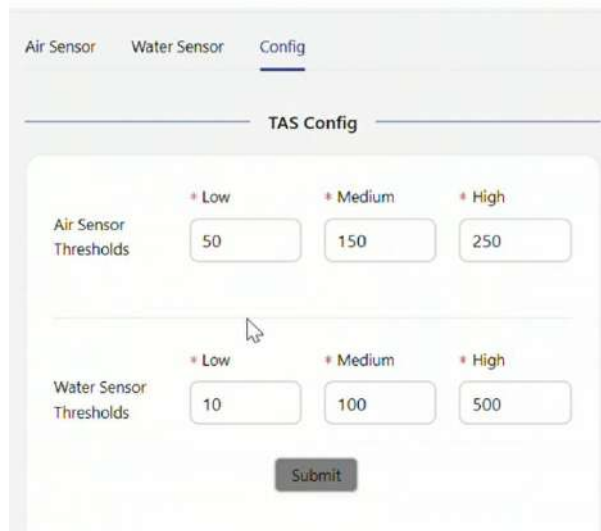 Air Sensor Water Sensor Config
TAS Config
* Low * Medium * High
Air Sensor
Thresholds
50 150 250
* Low * Medium * High
Water Sensor
Thresholds
10 100 500
Submit